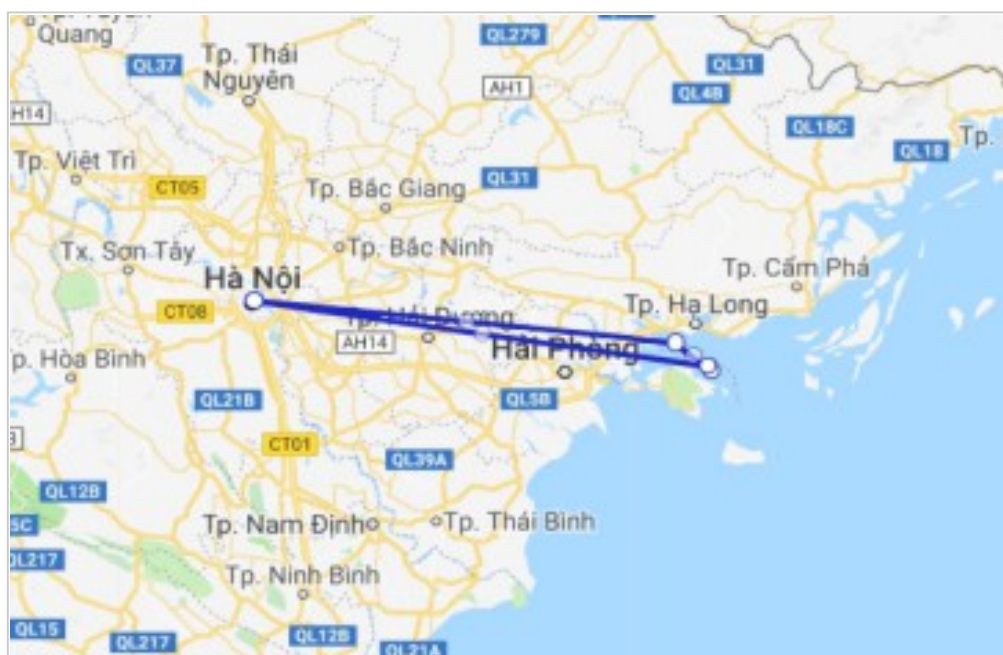 Quang
QL279
QL31
QL37
Tp. Thái
Nguyên
AH1
QL4B
H14
QL18C
Tp.
QL18
Tp. Việt Trì
CT05
QL31
Tp. Bắc Giang
Tx. Sơn Tây
Tp. Bắc Ninh
Hà Nội
Tp. Cẩm Phả
CT08
Tp. Hạ Long
AH14
Hải Phòng
Tp. Hòa Bình
QL21B
QL5B
CT01
QL39A
QL12B
5C
Tp. Nam Định
Tp. Thái Bình
QL217
Tp. Ninh Bình
QL15
QL217
QL12B
QL21A